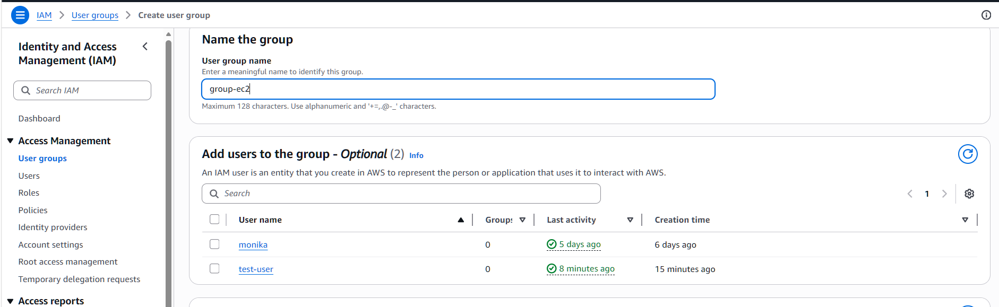 IAM > User groups > Create user group
Identity and Access
Management (IAM)
Search IAM
Dashboard
Access Management
User groups
Users
Roles
Policies
Identity providers
Account settings
Root access management
Temporary delegation requests
Access reports
Name the group
User group name
Enter a meaningful name to identify this group.
group-ec2
Maximum 128 characters. Use alphanumeric and '+=,.@-_' characters.
Add users to the group - Optional (2) Info
An IAM user is an entity that you create in AWS to represent the person or application that uses it to interact with AWS.
Search
1
User name Groups Last activity Creation time
monika 0 5 days ago 6 days ago
test-user 0 8 minutes ago 15 minutes ago